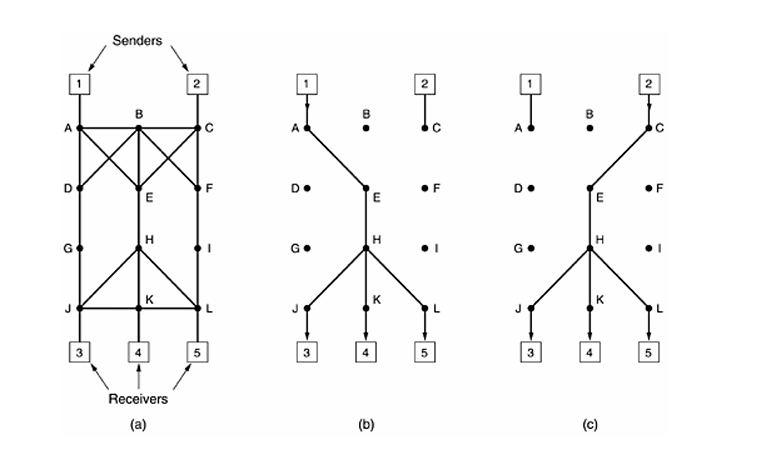 Senders
1 2 1 2 1 2
B B B
A C A C A C
D F D F D F
E E E
H H H
G I G I G I
K K K
J L J L J L
3 4 5 3 4 5 3 4 5
Receivers
(a) (b) (c)